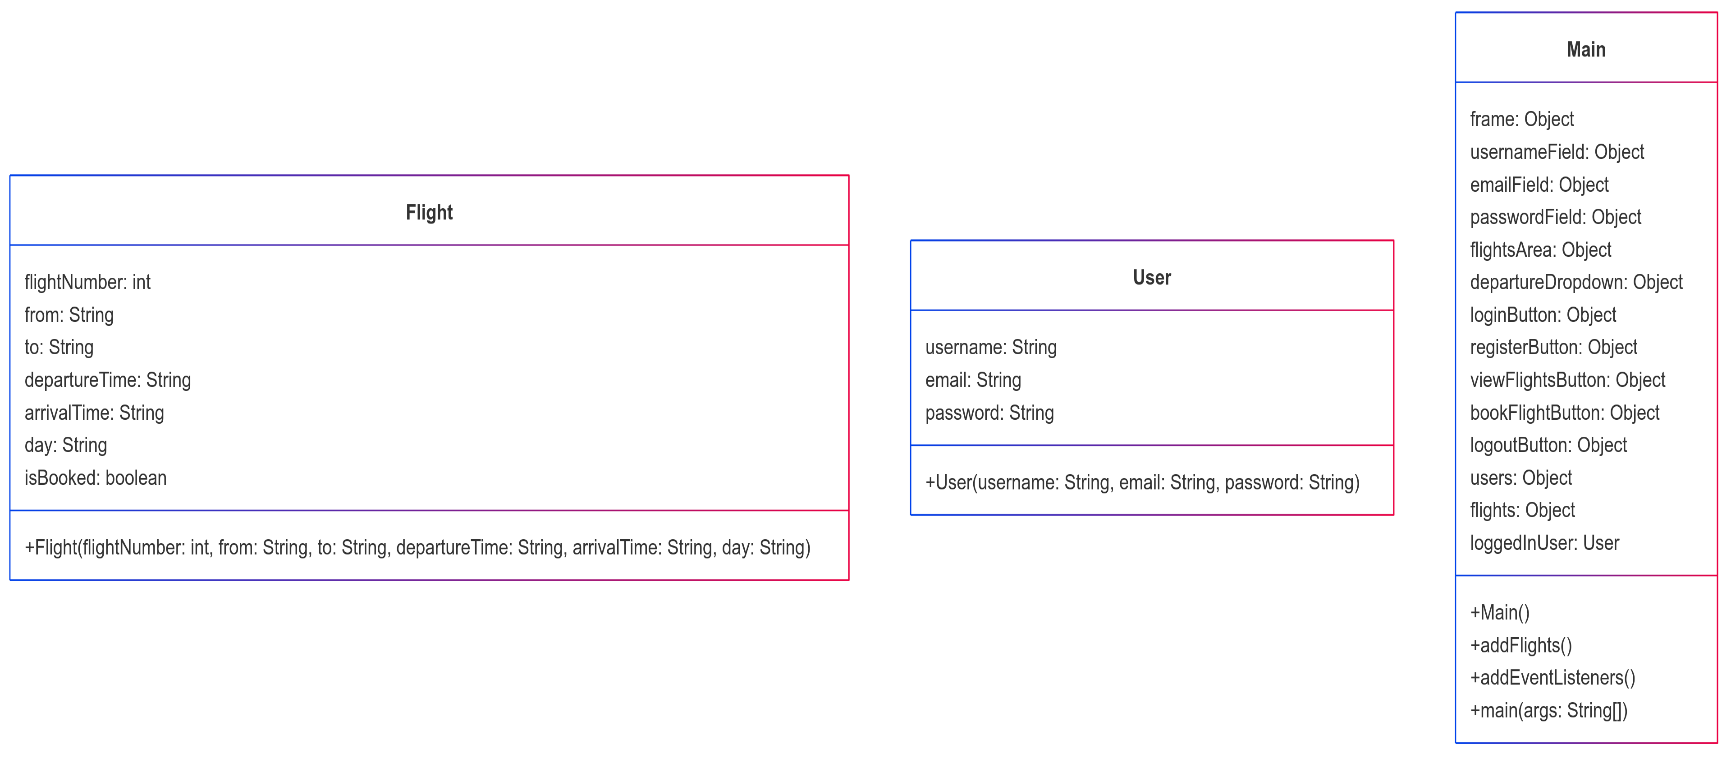 Flight
flightNumber: int
from: String
to: String
departureTime: String
arrivalTime: String
day: String
isBooked: boolean
+Flight(flightNumber: int, from: String, to: String, departureTime: String, arrivalTime: String, day: String)
User
username: String
email: String
password: String
+User(username: String, email: String, password: String)
Main
frame: Object
usernameField: Object
emailField: Object
passwordField: Object
flightsArea: Object
departureDropdown: Object
loginButton: Object
registerButton: Object
viewFlightsButton: Object
bookFlightButton: Object
logoutButton: Object
users: Object
flights: Object
loggedInUser: User
+Main()
+addFlights()
+addEventListeners()
+main(args: String[])